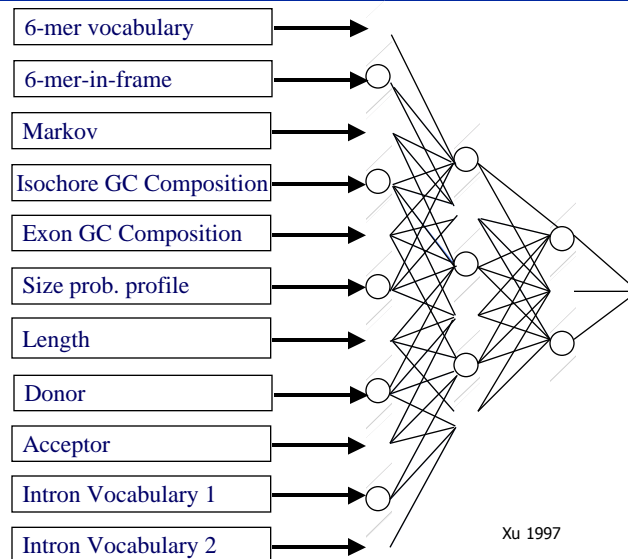 6-mer vocabulary
6-mer-in-frame
Markov
Isochore GC Composition
Exon GC Composition
Size prob. profile
Length
Donor
Acceptor
Intron Vocabulary 1
Intron Vocabulary 2
Xu 1997